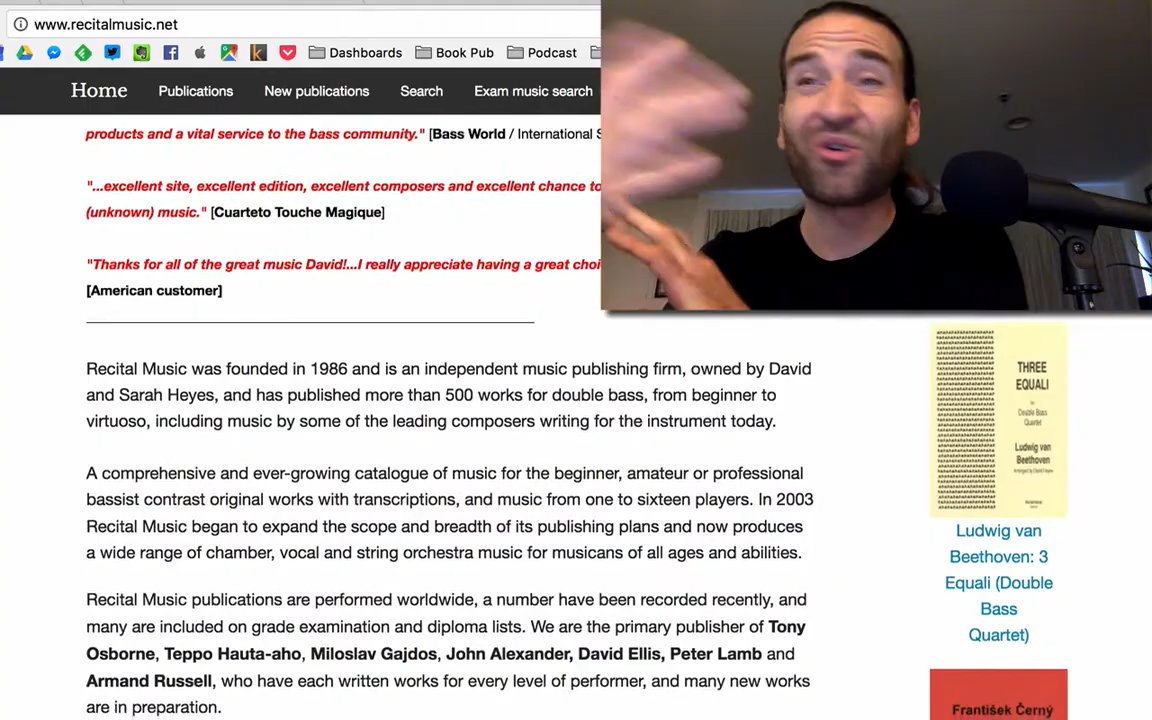 www.recitalmusic.net
Dashboards
Book Pub
Podcast
Home
Publications
New publications
Search
Exam music search
products and a vital service to the bass community." [Bass World / International S
"...excellent site, excellent edition, excellent composers and excellent chance to
(unknown) music." [Cuarteto Touche Magique]
"Thanks for all of the great music David!...I really appreciate having a great choi
[American customer]
Recital Music was founded in 1986 and is an independent music publishing firm, owned by David
and Sarah Heyes, and has published more than 500 works for double bass, from beginner to
virtuoso, including music by some of the leading composers writing for the instrument today.
A comprehensive and ever-growing catalogue of music for the beginner, amateur or professional
bassist contrast original works with transcriptions, and music from one to sixteen players. In 2003
Recital Music began to expand the scope and breadth of its publishing plans and now produces
a wide range of chamber, vocal and string orchestra music for musicans of all ages and abilities.
Recital Music publications are performed worldwide, a number have been recorded recently, and
many are included on grade examination and diploma lists. We are the primary publisher of Tony
Osborne, Teppo Hauta-aho, Miloslav Gajdos, John Alexander, David Ellis, Peter Lamb and
Armand Russell, who have each written works for every level of performer, and many new works
are in preparation.
THREE
EQUALI
for
Double Bass
Quartet
Ludwig van
Beethoven
Ludwig van
Beethoven: 3
Equali (Double
Bass
Quartet)
František Černý